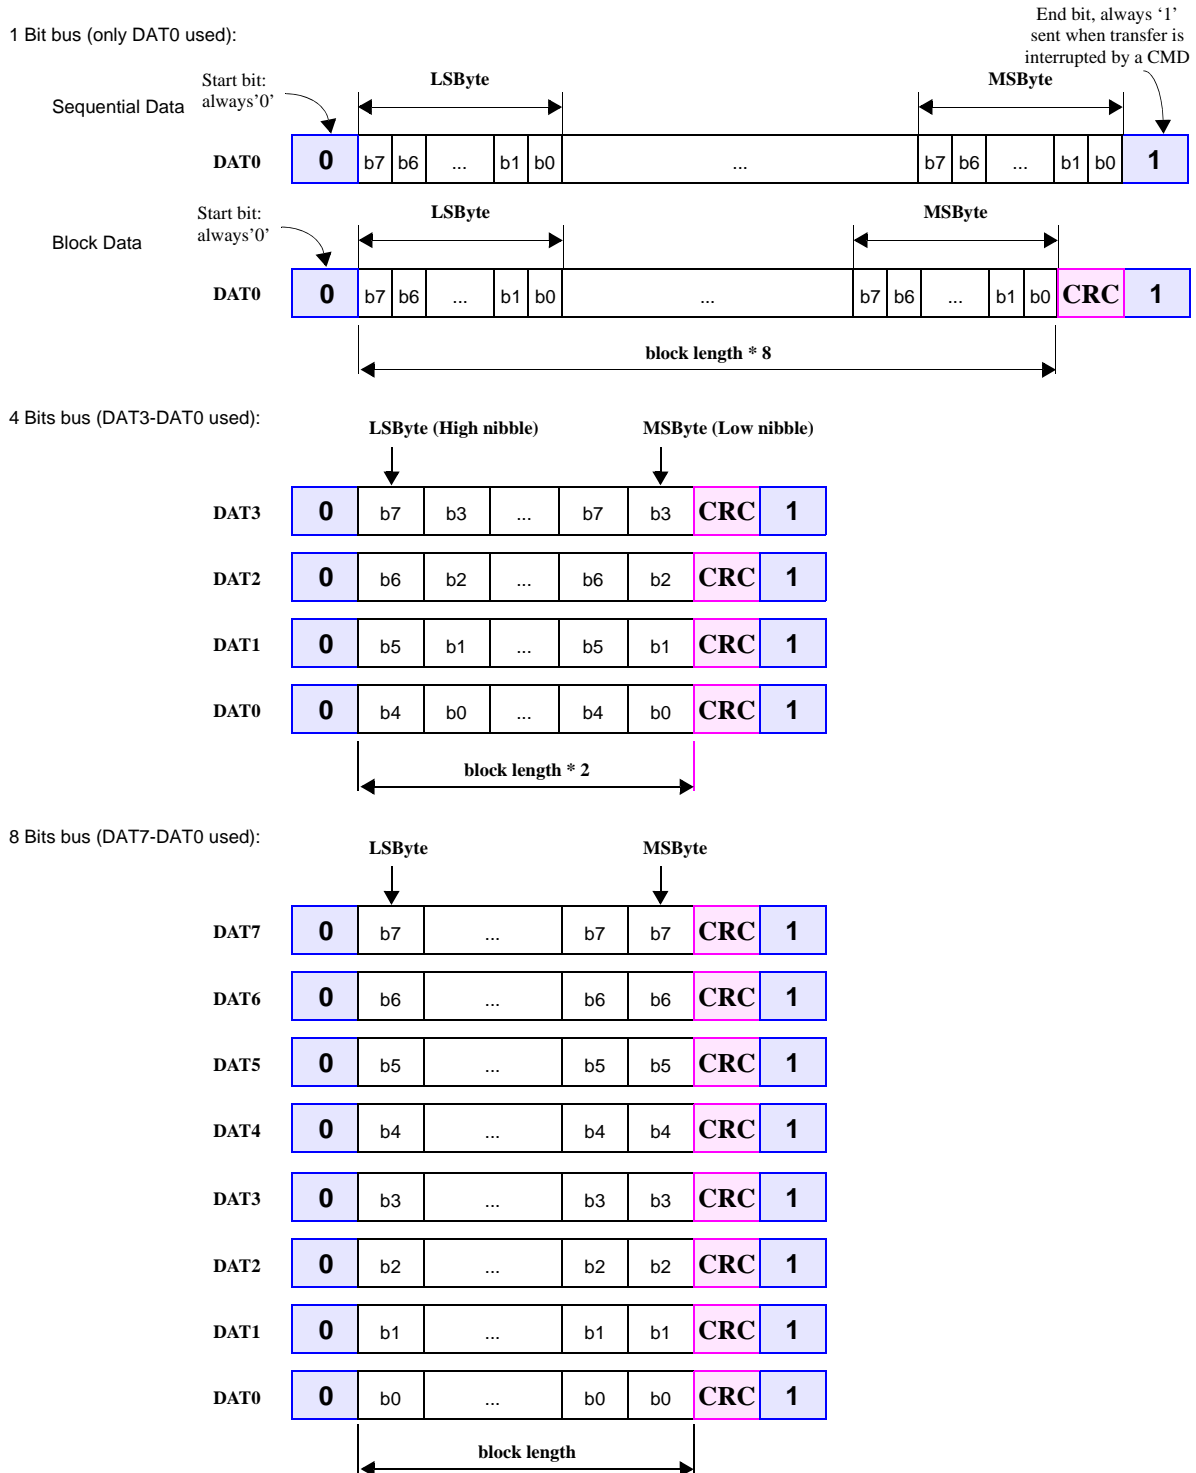 End bit, always ‘1’
sent when transfer is
interrupted by a CMD
1 Bit bus (only DAT0 used):
Start bit:
always’0’
LSByte
MSByte
Sequential Data
DAT0 0 b7 b6 ... b1 b0 ... b7 b6 ... b1 b0 1
Start bit:
always’0’
LSByte
MSByte
Block Data
DAT0 0 b7 b6 ... b1 b0 ... b7 b6 ... b1 b0 CRC 1
block length * 8
4 Bits bus (DAT3-DAT0 used):
LSByte (High nibble) MSByte (Low nibble)
DAT3 0 b7 b3 ... b7 b3 CRC 1
DAT2 0 b6 b2 ... b6 b2 CRC 1
DAT1 0 b5 b1 ... b5 b1 CRC 1
DAT0 0 b4 b0 ... b4 b0 CRC 1
block length * 2
8 Bits bus (DAT7-DAT0 used):
LSByte MSByte
DAT7 0 b7 ... b7 b7 CRC 1
DAT6 0 b6 ... b6 b6 CRC 1
DAT5 0 b5 ... b5 b5 CRC 1
DAT4 0 b4 ... b4 b4 CRC 1
DAT3 0 b3 ... b3 b3 CRC 1
DAT2 0 b2 ... b2 b2 CRC 1
DAT1 0 b1 ... b1 b1 CRC 1
DAT0 0 b0 ... b0 b0 CRC 1
block length